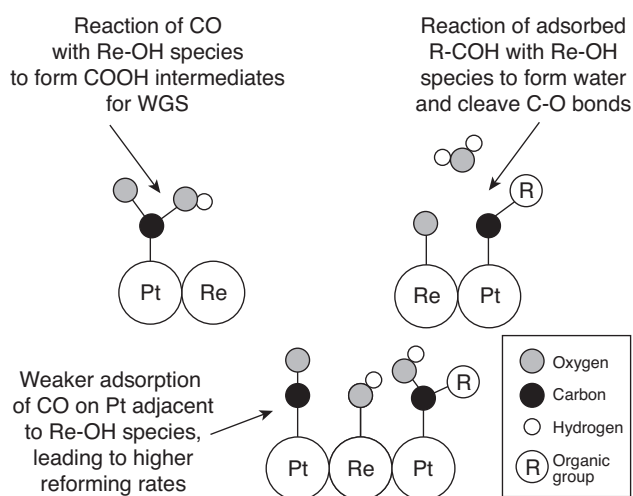 Reaction of CO
with Re-OH species
to form COOH intermediates
for WGS
Reaction of adsorbed
R-COH with Re-OH
species to form water
and cleave C-O bonds
R
Pt
Re
Re
Pt
Weaker adsorption
of CO on Pt adjacent
to Re-OH species,
leading to higher
reforming rates
R
Pt
Re
Pt
Oxygen
Carbon
Hydrogen
R
Organic
group